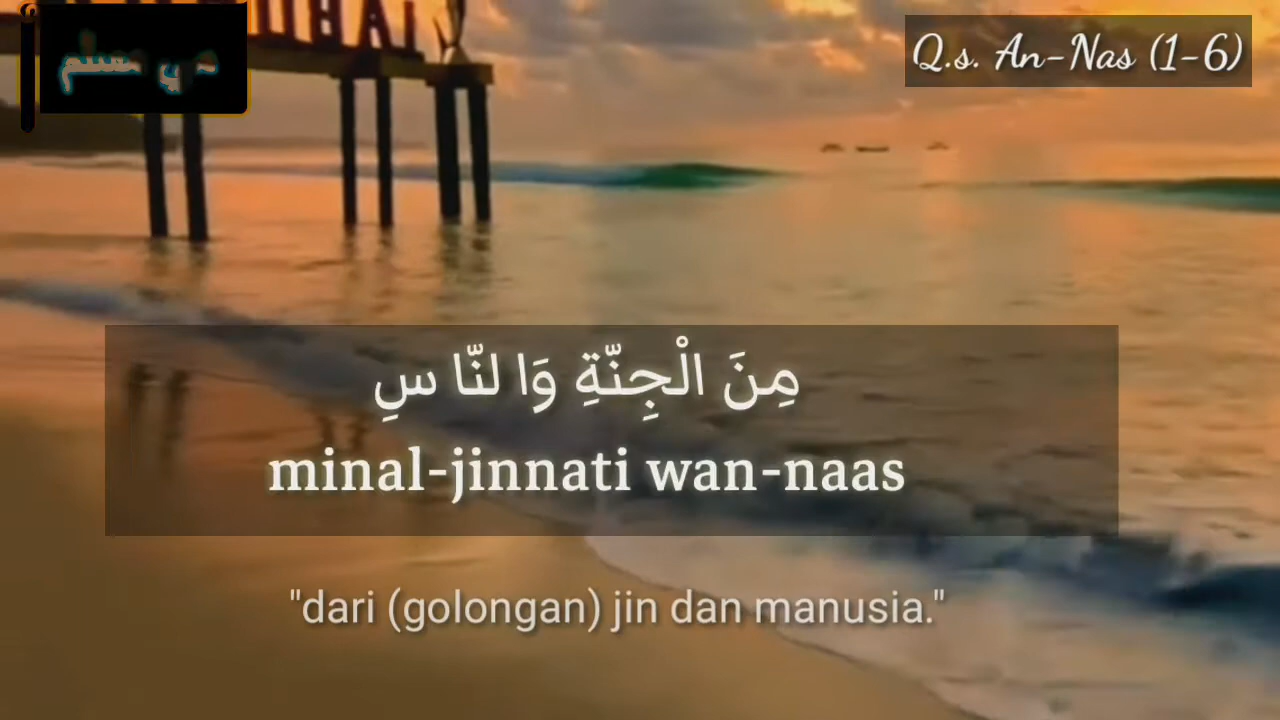 Q.s. An-Nas (1-6)
مِنَ الْجِنَّةِ وَا لنَّا سِ
minal-jinnati wan-naas
"dari (golongan) jin dan manusia."